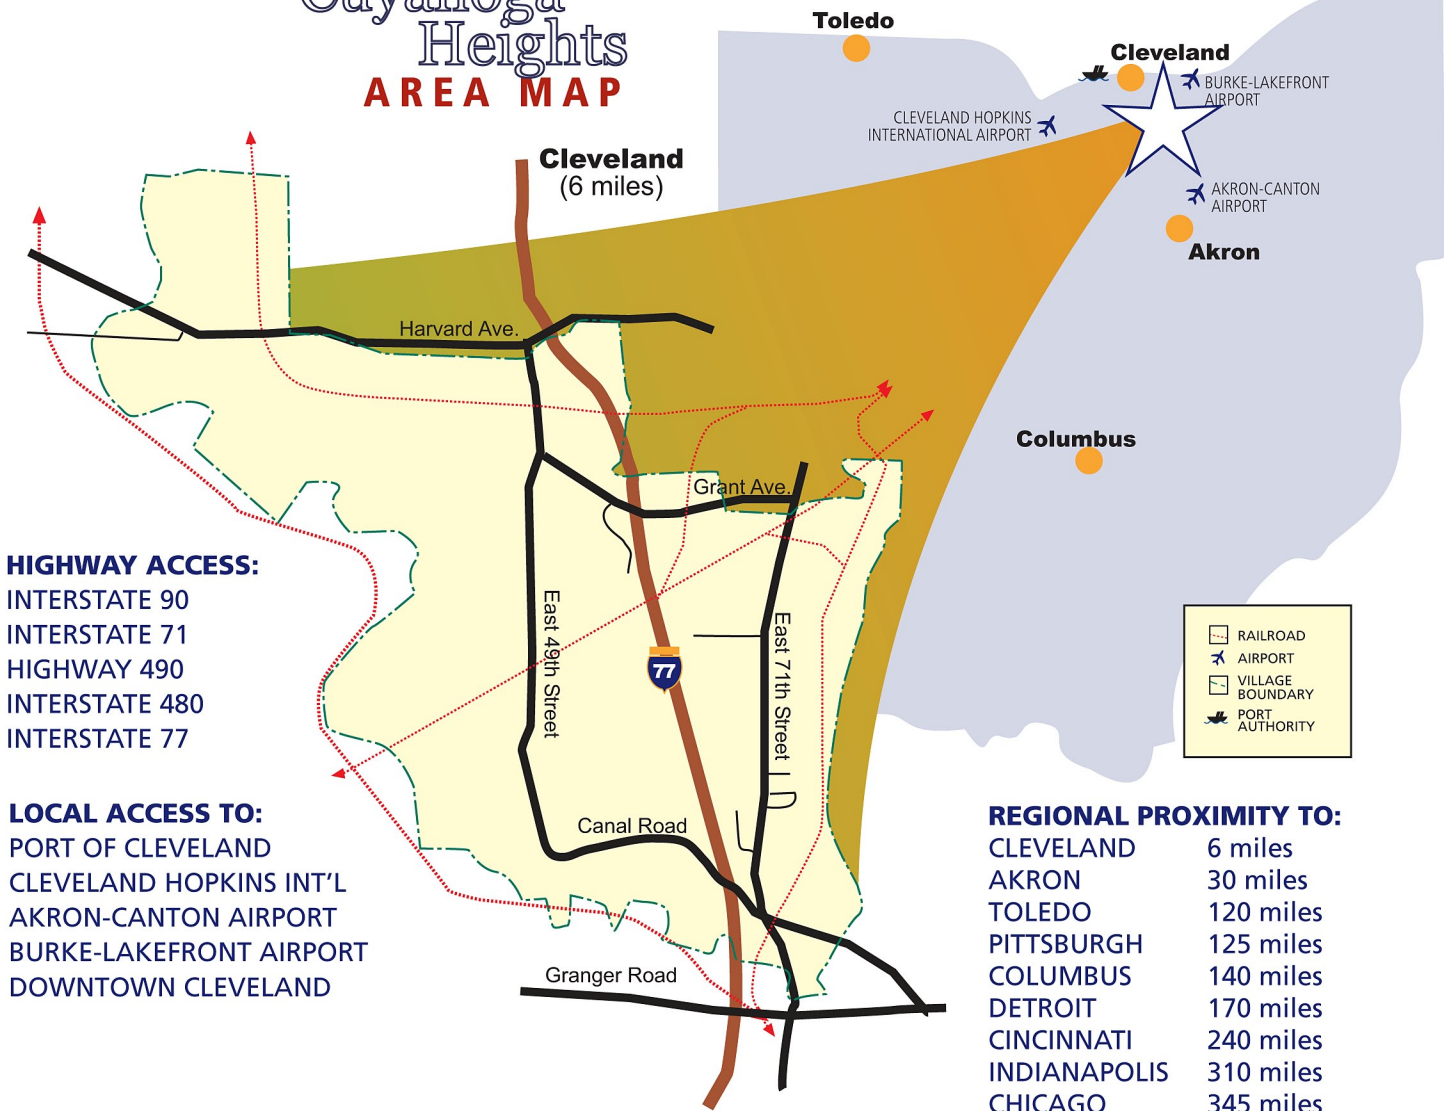 Cuyahoga
Heights
AREA MAP
Toledo
Cleveland
BURKE-LAKEFRONT
AIRPORT
CLEVELAND HOPKINS
INTERNATIONAL AIRPORT
AKRON-CANTON
AIRPORT
Akron
Columbus
Cleveland
(6 miles)
Harvard Ave.
Grant Ave.
East 49th Street
77
East 71th Street
Canal Road
Granger Road
HIGHWAY ACCESS:
INTERSTATE 90
INTERSTATE 71
HIGHWAY 490
INTERSTATE 480
INTERSTATE 77
LOCAL ACCESS TO:
PORT OF CLEVELAND
CLEVELAND HOPKINS INT'L
AKRON-CANTON AIRPORT
BURKE-LAKEFRONT AIRPORT
DOWNTOWN CLEVELAND
RAILROAD
AIRPORT
VILLAGE
BOUNDARY
PORT
AUTHORITY
REGIONAL PROXIMITY TO:
CLEVELAND 6 miles
AKRON 30 miles
TOLEDO 120 miles
PITTSBURGH 125 miles
COLUMBUS 140 miles
DETROIT 170 miles
CINCINNATI 240 miles
INDIANAPOLIS 310 miles
CHICAGO 345 miles